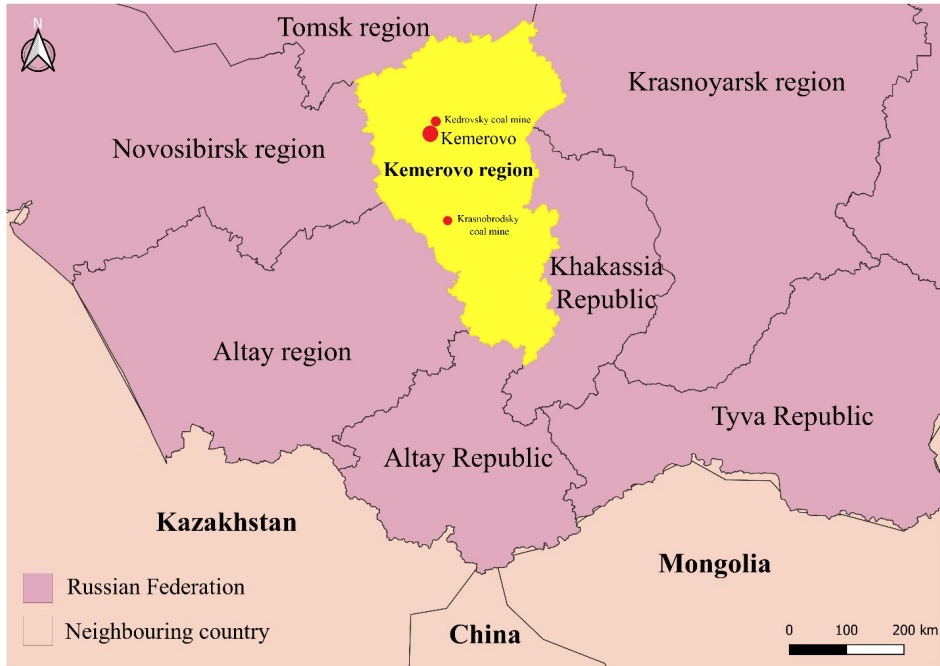 N
Tomsk region
Krasnoyarsk region
Kedrovsky coal mine
Kemerovo
Novosibirsk region
Kemerovo region
Krasnobrodsky
coal mine
Khakassia
Republic
Altay region
Tyva Republic
Altay Republic
Kazakhstan
Mongolia
Russian Federation
Neighbouring country
China
0 100 200 km